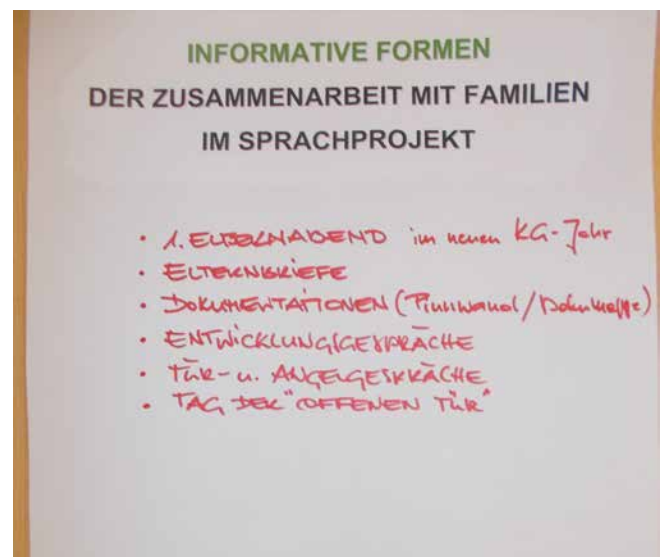 INFORMATIVE FORMEN
DER ZUSAMMENARBEIT MIT FAMILIEN
IM SPRACHPROJEKT
• 1. ELTERNABEND im neuen KG-Jahr
• ELTERNBRIEFE
• DOKUMENTATIONEN (Pinnwand/Dokumappe)
• ENTWICKLUNGSGESPRÄCHE
• TÜR- u. ANGELGESPRÄCHE
• TAG DER "OFFENEN TÜR"